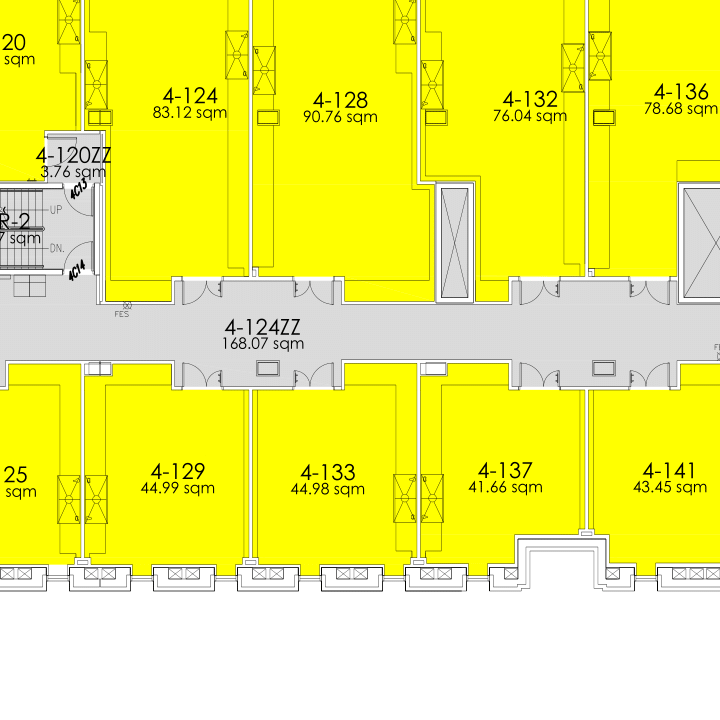 20
sqm
4-124
83.12 sqm
4-128
90.76 sqm
4-132
76.04 sqm
4-136
78.68 sqm
4-120ZZ
3.76 sqm
4C13
UP
R-2
7 sqm
DN.
4C14
FES
4-124ZZ
168.07 sqm
25
sqm
4-129
44.99 sqm
4-133
44.98 sqm
4-137
41.66 sqm
4-141
43.45 sqm